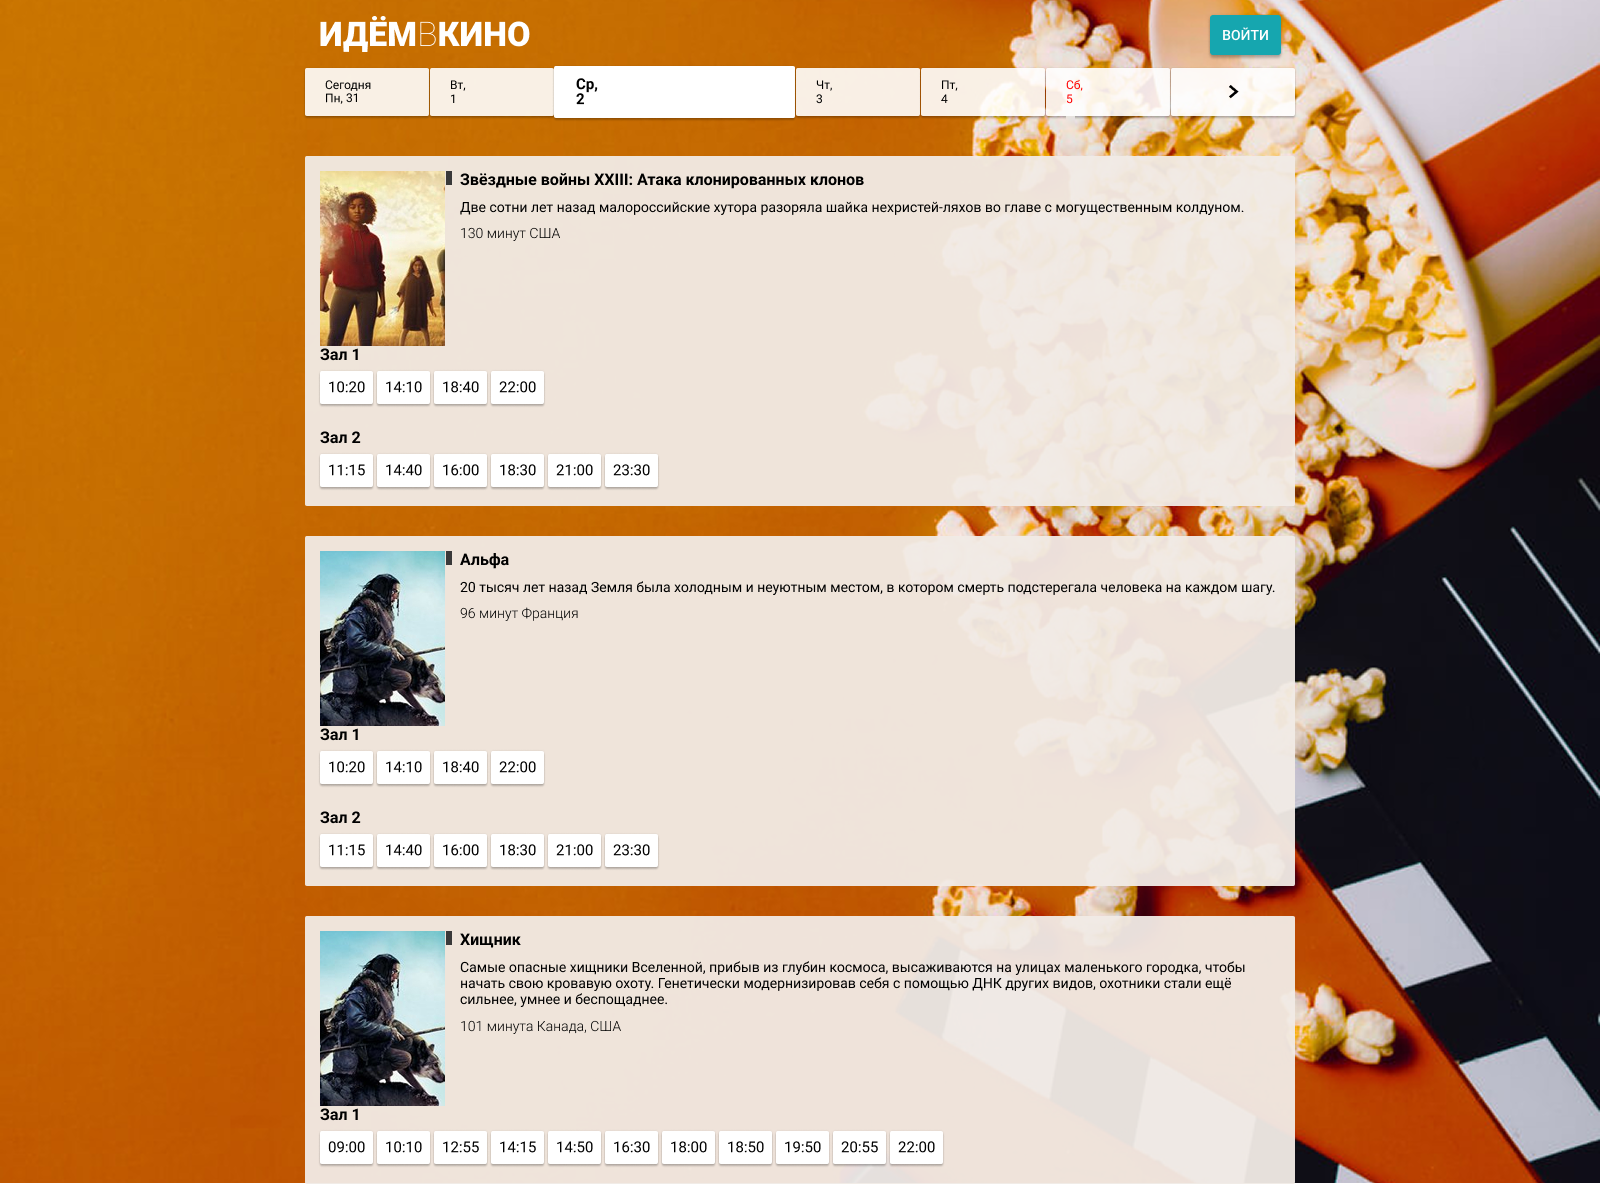 ИДЁМВКИНО
ВОЙТИ
Сегодня
Пн, 31
Вт,
1
Ср,
2
Чт,
3
Пт,
4
Сб,
5
Звёздные войны XXIII: Атака клонированных клонов
Две сотни лет назад малороссийские хутора разоряла шайка нехристей-ляхов во главе с могущественным колдуном.
130 минут США
Зал 1
10:20 14:10 18:40 22:00
Зал 2
11:15 14:40 16:00 18:30 21:00 23:30
Альфа
20 тысяч лет назад Земля была холодным и неуютным местом, в котором смерть подстерегала человека на каждом шагу.
96 минут Франция
Зал 1
10:20 14:10 18:40 22:00
Зал 2
11:15 14:40 16:00 18:30 21:00 23:30
Хищник
Самые опасные хищники Вселенной, прибыв из глубин космоса, высаживаются на улицах маленького городка, чтобы
начать свою кровавую охоту. Генетически модернизировав себя с помощью ДНК других видов, охотники стали ещё
сильнее, умнее и беспощаднее.
101 минута Канада, США
Зал 1
09:00 10:10 12:55 14:15 14:50 16:30 18:00 18:50 19:50 20:55 22:00